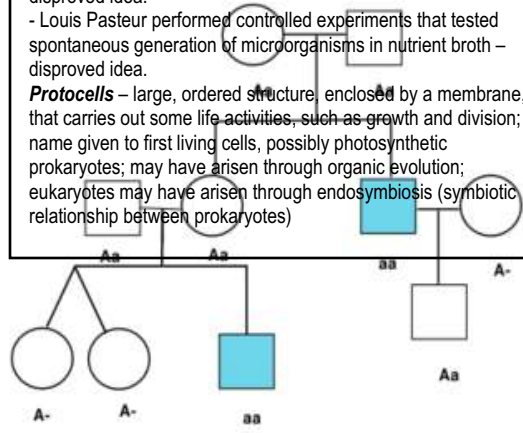 disproved idea.
- Louis Pasteur performed controlled experiments that tested
spontaneous generation of microorganisms in nutrient broth –
disproved idea.
Aa Aa
Protocells – large, ordered structure, enclosed by a membrane,
that carries out some life activities, such as growth and division;
name given to first living cells, possibly photosynthetic
prokaryotes; may have arisen through organic evolution;
eukaryotes may have arisen through endosymbiosis (symbiotic
relationship between prokaryotes)
Aa Aa aa A-
Aa
A- A- aa